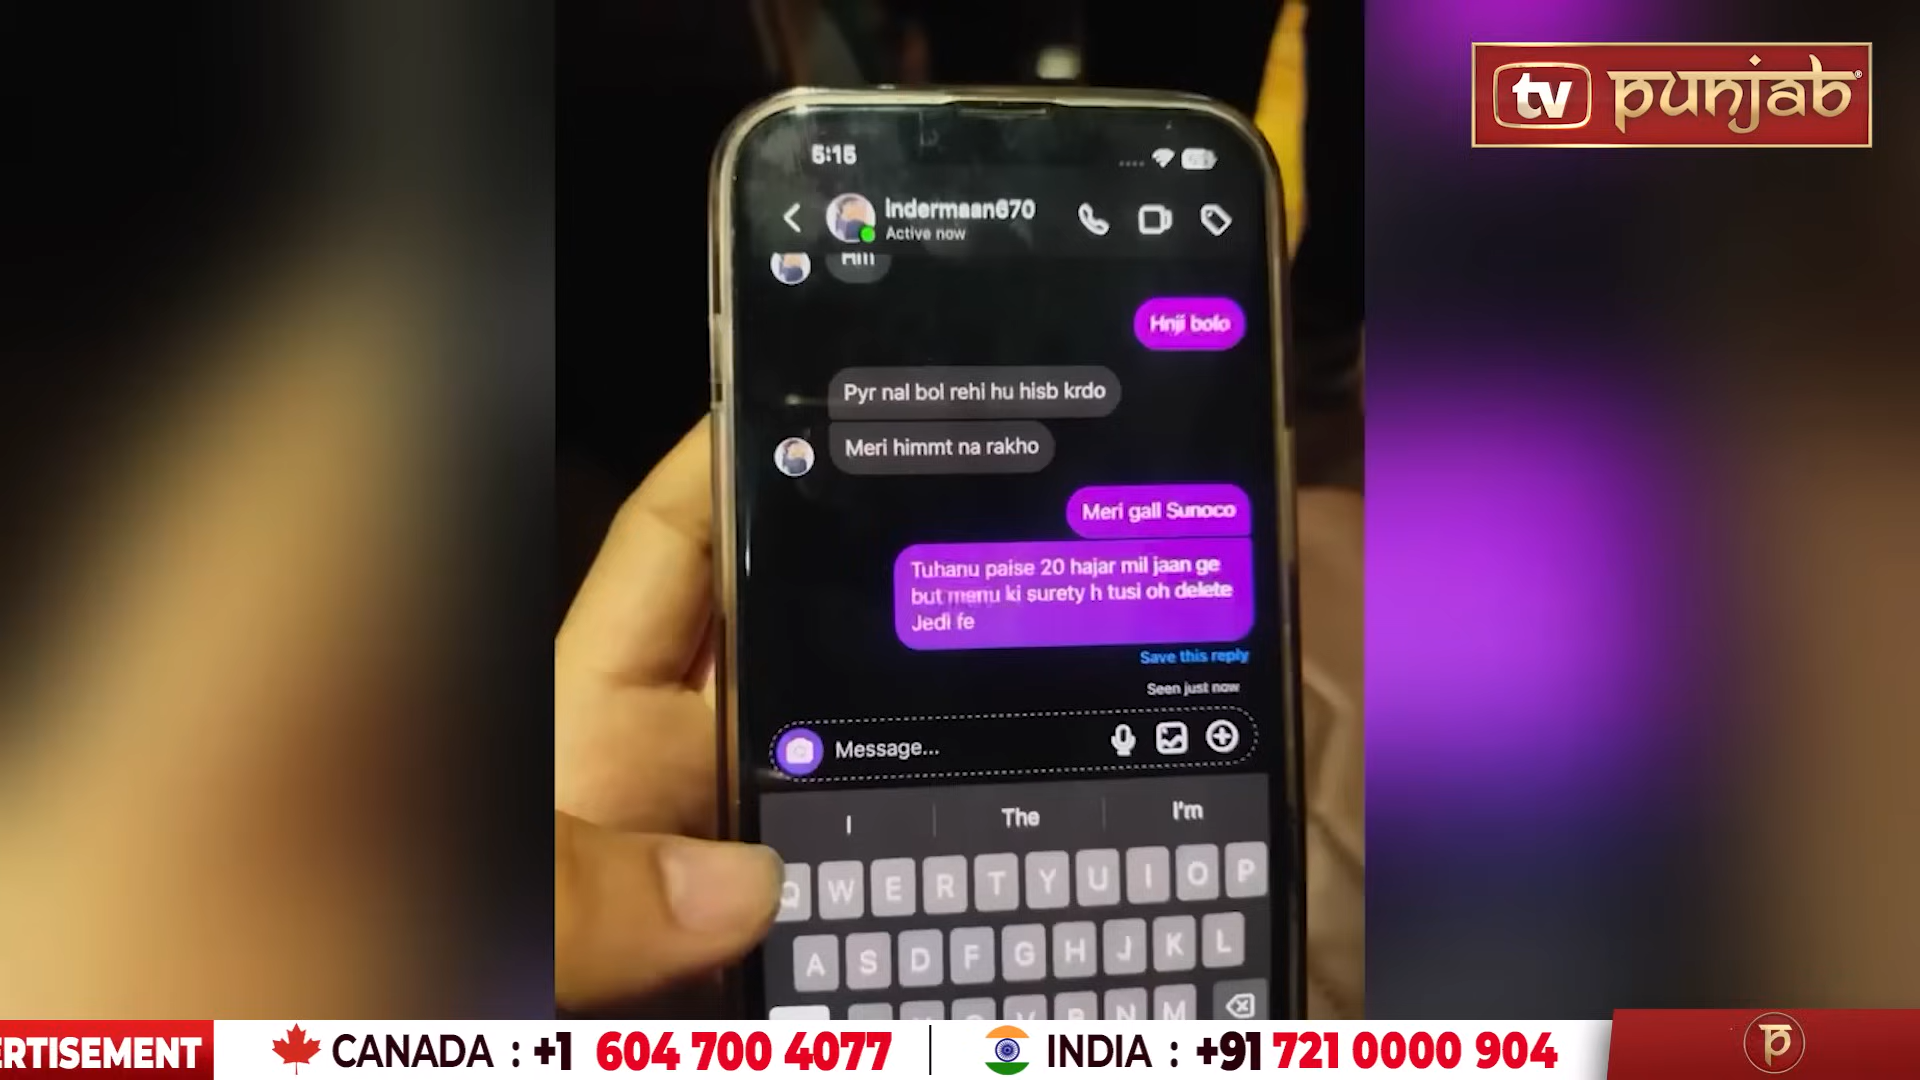 tv punjab
5:15
Indermaan670
Active now
Hm
Hnji bolo
Pyr nal bol rehi hu hisb krdo
Meri himmt na rakho
Meri gall Sunoco
Tuhanu paise 20 hajar mil jaan ge
but menu ki surety h tusi oh delete
Jedi fe
Save this reply
Seen just now
Message...
I The I'm
Q W E R T Y U I O P
A S D F G H J K L
N M
ERTISEMENT CANADA : +1 604 700 4077 INDIA : +91 721 0000 904